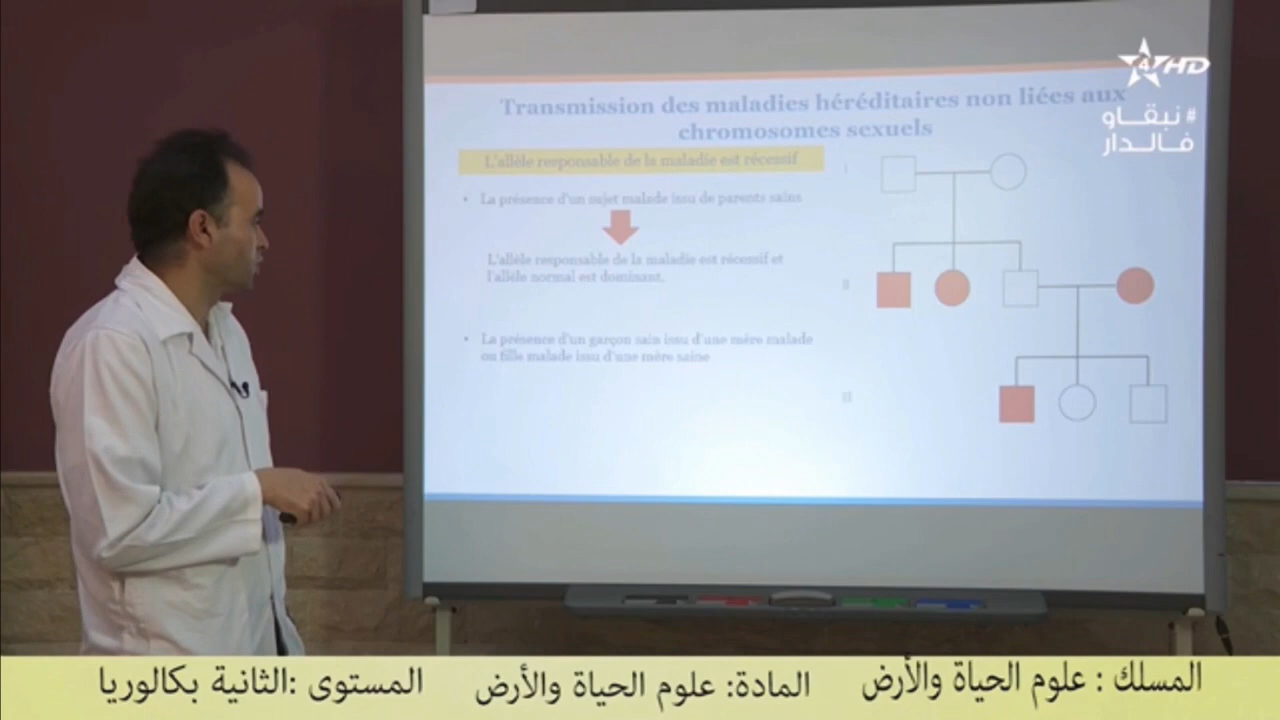 4 HD
# نبقاو
فالدار
Transmission des maladies héréditaires non liées aux
chromosomes sexuels
L'allèle responsable de la maladie est récessif
• La présence d'un sujet malade issu de parents sains
L'allèle responsable de la maladie est récessif et
l'allèle normal est dominant.
• La présence d'un garçon sain issu d'une mère malade
ou fille malade issu d'une mère saine
I
II
III
المسلك : علوم الحياة والأرض
المادة: علوم الحياة والأرض
المستوى :الثانية بكالوريا